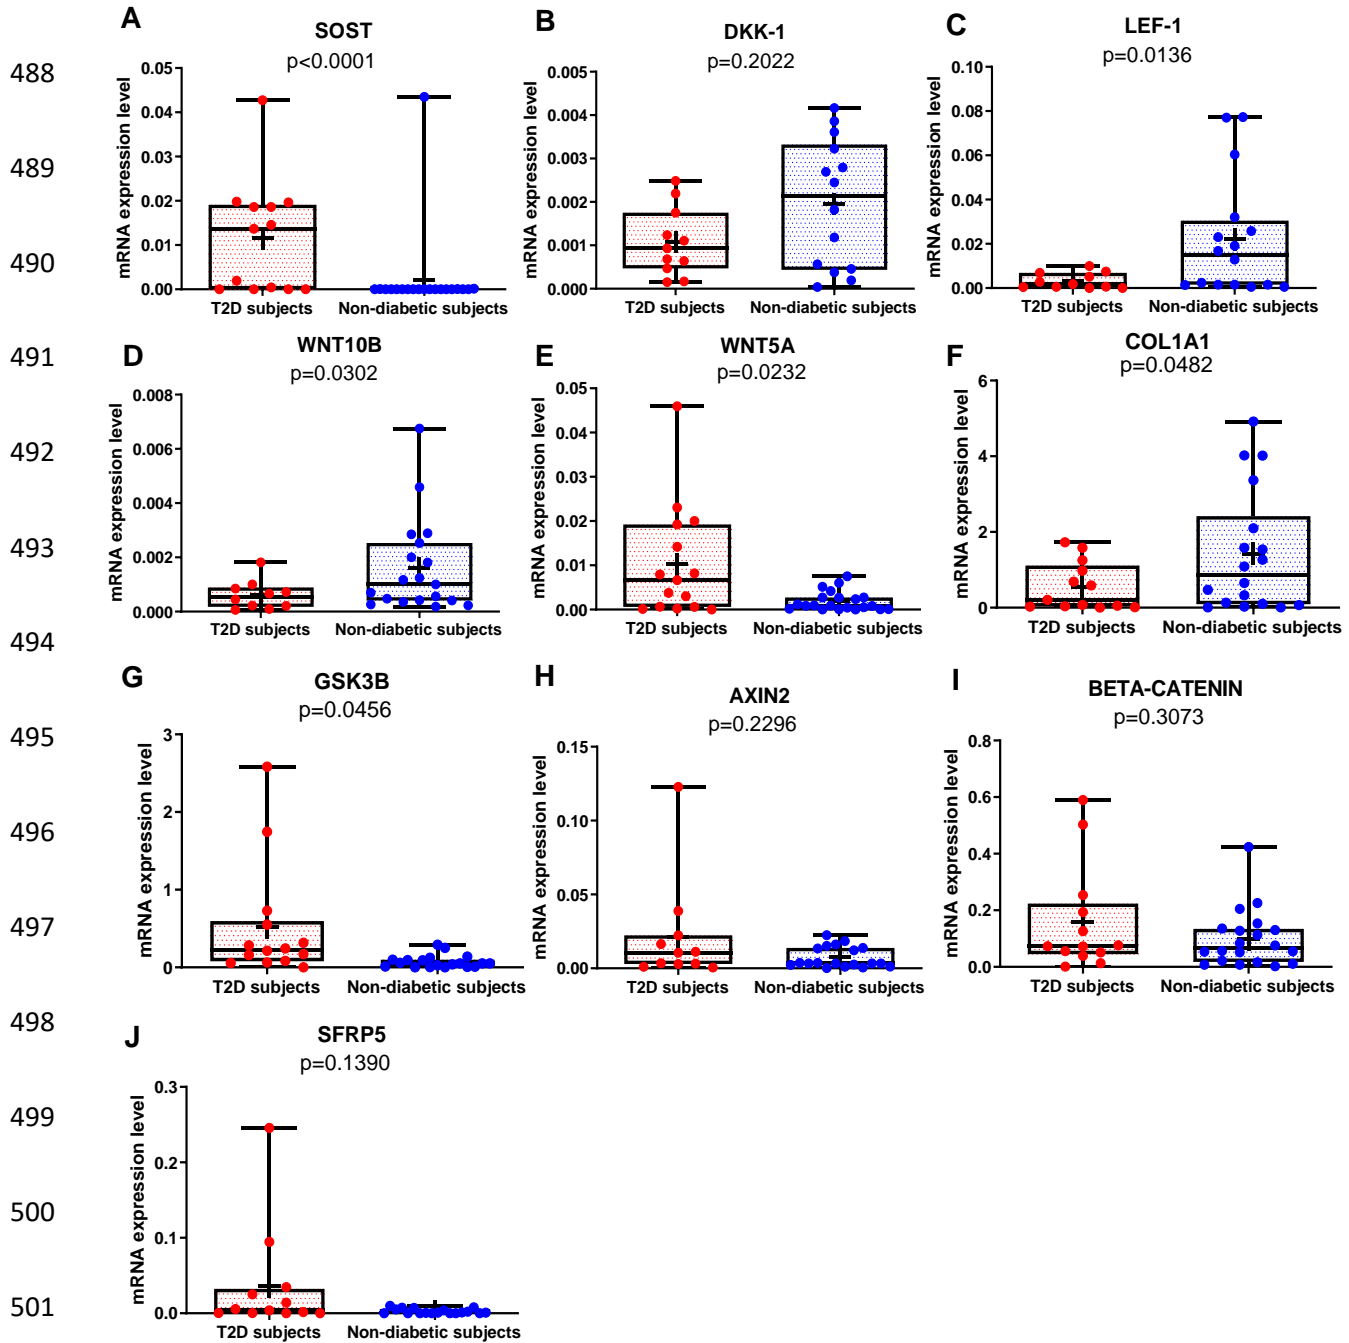 A
SOST
p<0.0001
mRNA expression level
0.05
0.04
0.03
0.02
0.01
0.00
T2D subjects
Non-diabetic subjects
B
DKK-1
p=0.2022
mRNA expression level
0.005
0.004
0.003
0.002
0.001
0.000
T2D subjects
Non-diabetic subjects
C
LEF-1
p=0.0136
mRNA expression level
0.10
0.08
0.06
0.04
0.02
0.00
T2D subjects
Non-diabetic subjects
488
489
490
D
WNT10B
p=0.0302
mRNA expression level
0.008
0.006
0.004
0.002
0.000
T2D subjects
Non-diabetic subjects
E
WNT5A
p=0.0232
mRNA expression level
0.05
0.04
0.03
0.02
0.01
0.00
T2D subjects
Non-diabetic subjects
F
COL1A1
p=0.0482
mRNA expression level
6
4
2
0
T2D subjects
Non-diabetic subjects
491
492
493
494
G
GSK3B
p=0.0456
mRNA expression level
3
2
1
0
T2D subjects
Non-diabetic subjects
H
AXIN2
p=0.2296
mRNA expression level
0.15
0.10
0.05
0.00
T2D subjects
Non-diabetic subjects
I
BETA-CATENIN
p=0.3073
mRNA expression level
0.8
0.6
0.4
0.2
0.0
T2D subjects
Non-diabetic subjects
495
496
497
498
J
SFRP5
p=0.1390
mRNA expression level
0.3
0.2
0.1
0.0
T2D subjects
Non-diabetic subjects
499
500
501